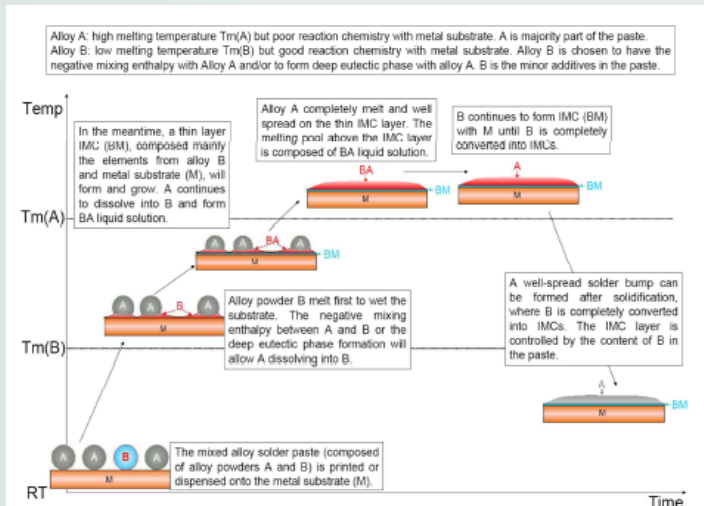 Alloy A: high melting temperature Tm(A) but poor reaction chemistry with metal substrate. A is majority part of the paste.
Alloy B: low melting temperature Tm(B) but good reaction chemistry with metal substrate. Alloy B is chosen to have the
negative mixing enthalpy with Alloy A and/or to form deep eutectic phase with alloy A. B is the minor additives in the paste.
Temp
In the meantime, a thin layer
IMC (BM), composed mainly
the elements from alloy B
and metal substrate (M), will
form and grow. A continues
to dissolve into B and form
BA liquid solution.
Alloy A completely melt and well
spread on the thin IMC layer. The
melting pool above the IMC layer
is composed of BA liquid solution.
B continues to form IMC (BM)
with M until B is completely
converted into IMCs.
BA
BM
M
A
BM
M
Tm(A)
A A BA A
BM
M
A A B A
M
Alloy powder B melt first to wet the
substrate. The negative mixing
enthalpy between A and B or the
deep eutectic phase formation will
allow A dissolving into B.
A well-spread solder bump can
be formed after solidification,
where B is completely converted
into IMCs. The IMC layer is
controlled by the content of B in
the paste.
Tm(B)
A
BM
M
A A B A
M
The mixed alloy solder paste (composed
of alloy powders A and B) is printed or
dispensed onto the metal substrate (M).
RT
Time